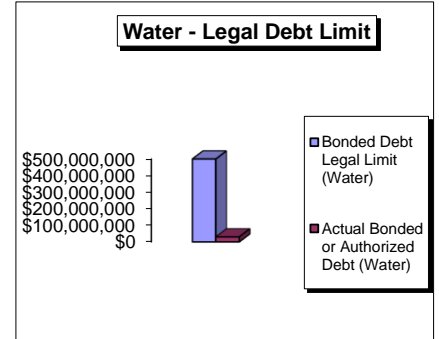 Water - Legal Debt Limit
$500,000,000
$400,000,000
$300,000,000
$200,000,000
$100,000,000
$0
Bonded Debt
Legal Limit
(Water)
Actual Bonded
or Authorized
Debt (Water)